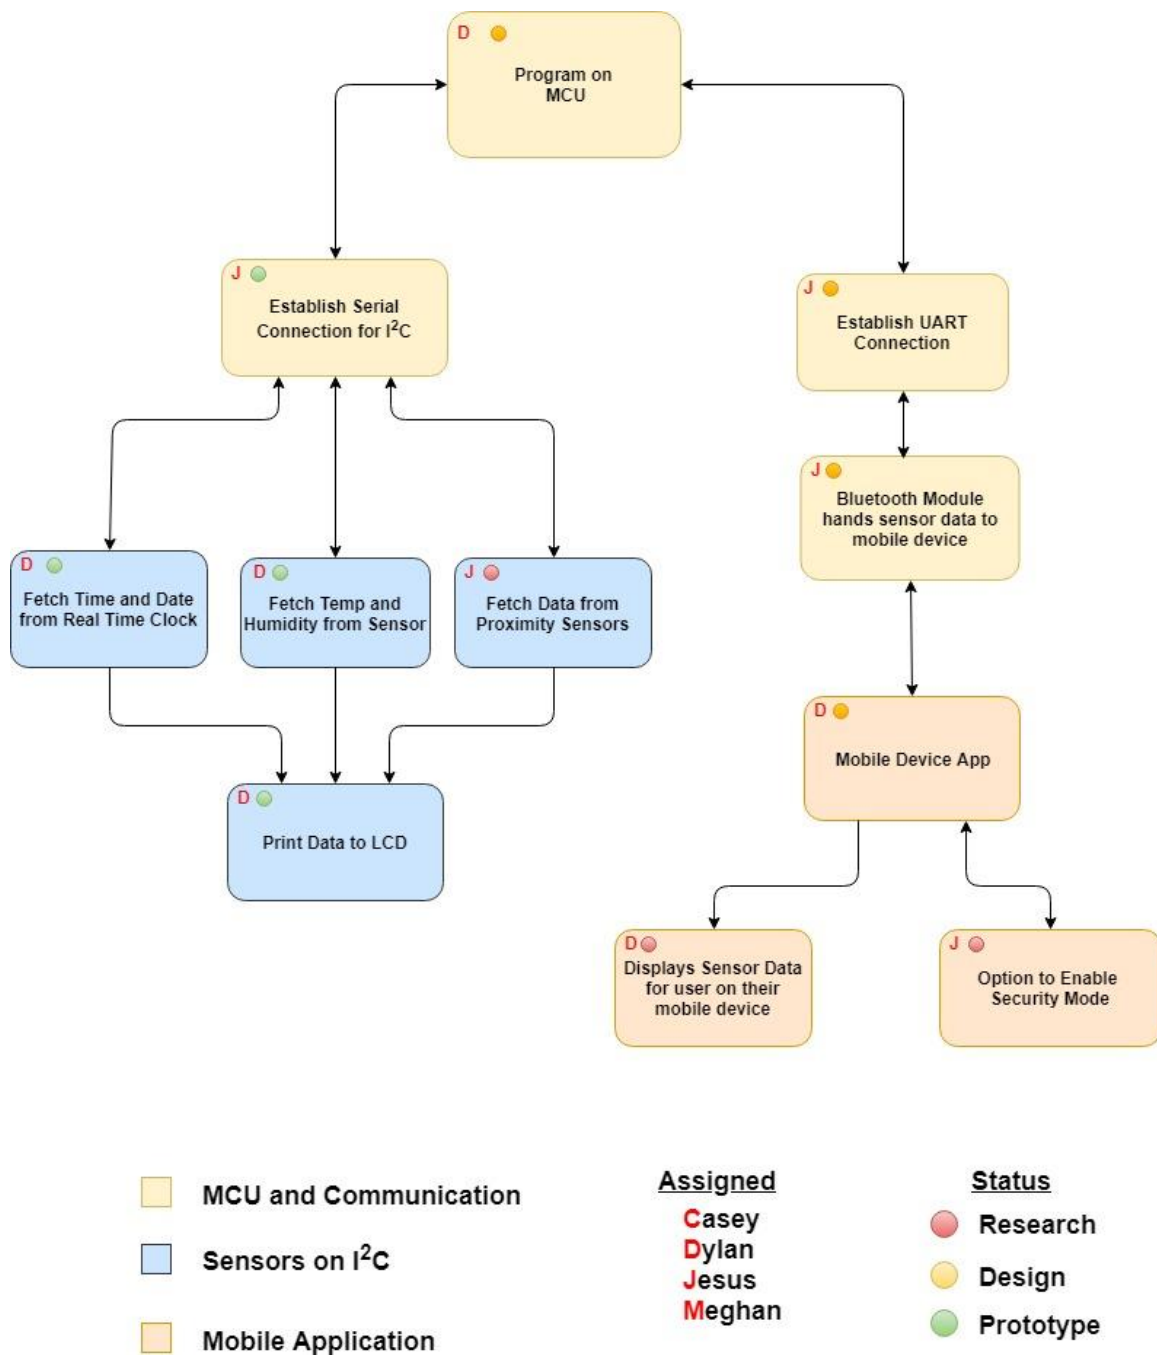 D
Program on
MCU
J
Establish Serial
Connection for I²C
J
Establish UART
Connection
J
Bluetooth Module
hands sensor data to
mobile device
D
Fetch Time and Date
from Real Time Clock
D
Fetch Temp and
Humidity from Sensor
J
Fetch Data from
Proximity Sensors
D
Mobile Device App
D
Print Data to LCD
D
Displays Sensor Data
for user on their
mobile device
J
Option to Enable
Security Mode
MCU and Communication
Sensors on I²C
Mobile Application
Assigned
Casey
Dylan
Jesus
Meghan
Status
Research
Design
Prototype